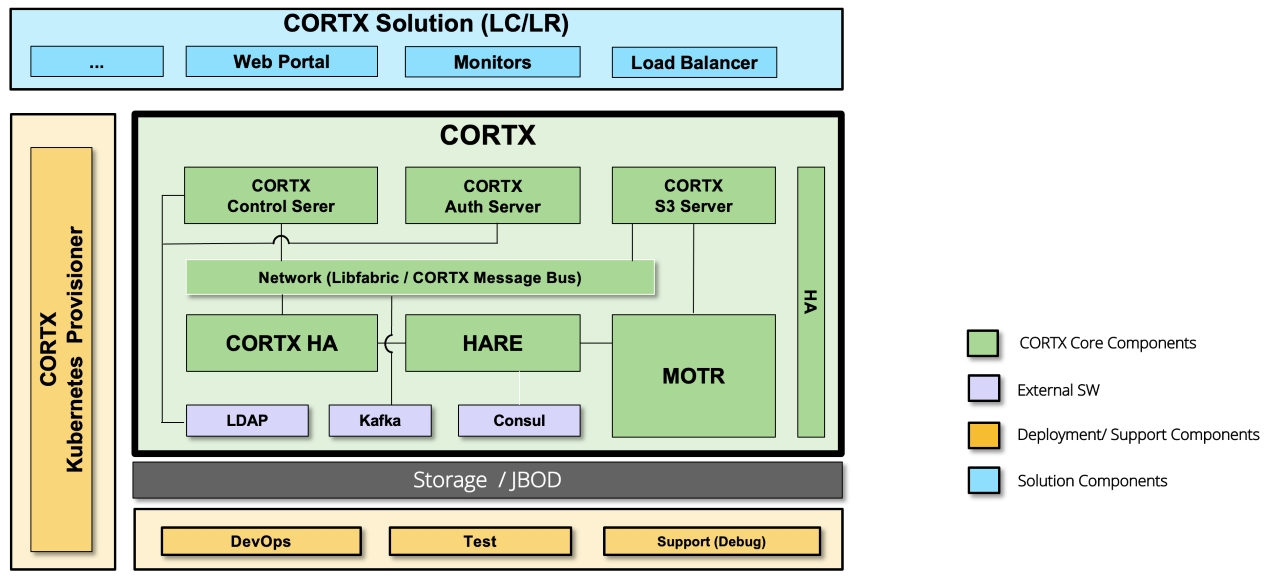 CORTX Solution (LC/LR)
...
Web Portal
Monitors
Load Balancer
CORTX
Kubernetes Provisioner
CORTX
CORTX
Control Serer
CORTX
Auth Server
CORTX
S3 Server
HA
Network (Libfabric / CORTX Message Bus)
CORTX HA
HARE
MOTR
LDAP
Kafka
Consul
Storage / JBOD
DevOps
Test
Support (Debug)
CORTX Core Components
External SW
Deployment/ Support Components
Solution Components